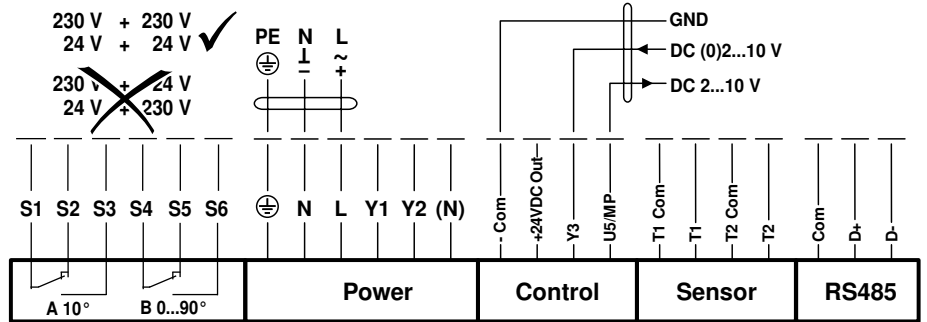 230 V + 230 V
24 V + 24 V
230 V + 24 V
24 V + 230 V
PE N L
GND
DC (0)2...10 V
DC 2...10 V
S1 S2 S3 S4 S5 S6
N L Y1 Y2 (N)
- Com
+24VDC Out
Y3
U5/MP
T1 Com
T1
T2 Com
T2
Com
D+
D-
A 10° B 0...90°
Power
Control
Sensor
RS485